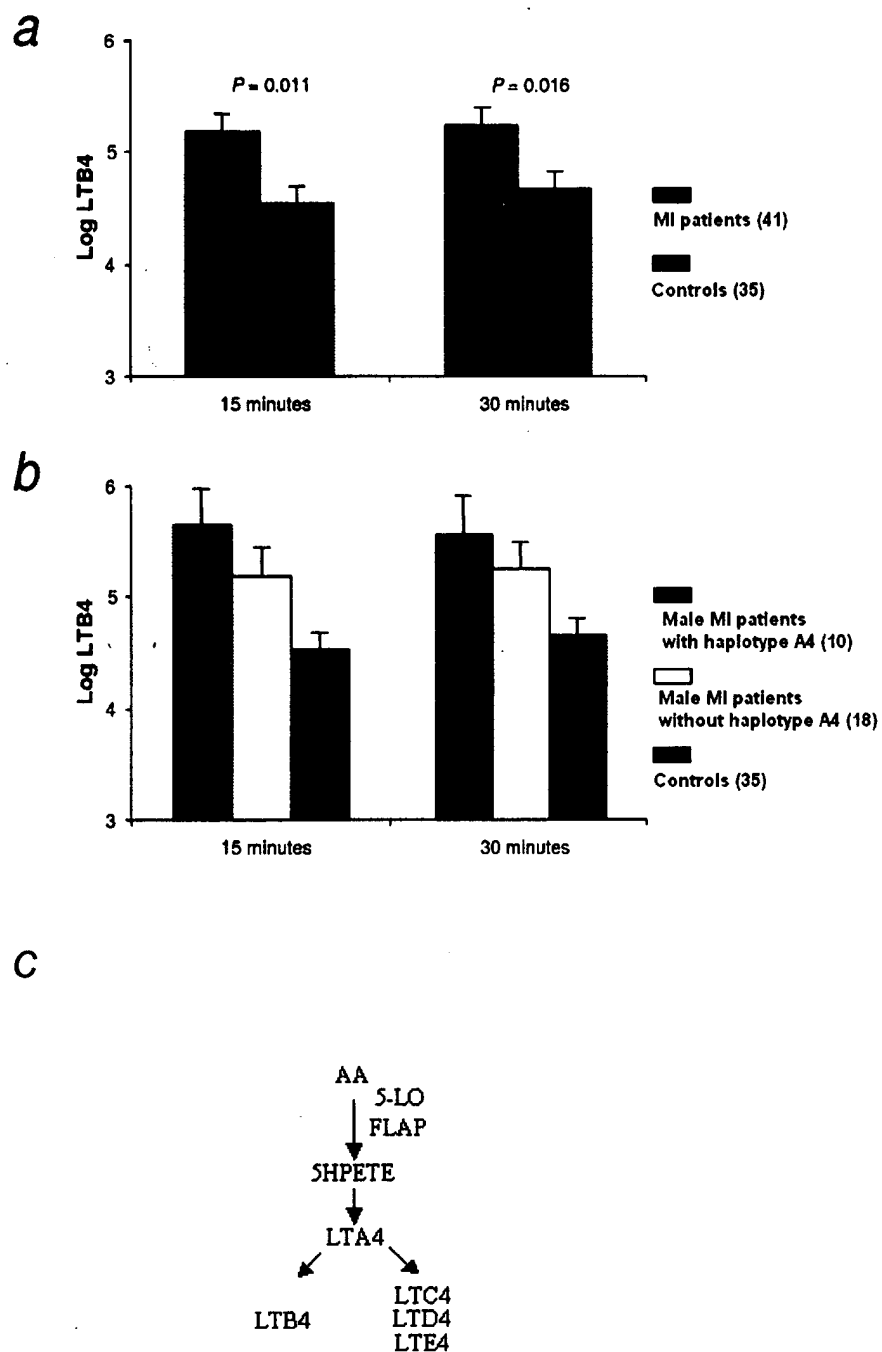 a
6
P = 0.011
P = 0.016
5
Log LTB4
4
3
15 minutes
30 minutes
MI patients (41)
Controls (35)
b
6
5
Log LTB4
4
3
15 minutes
30 minutes
Male MI patients
with haplotype A4 (10)
Male MI patients
without haplotype A4 (18)
Controls (35)
c
AA
5-LO
FLAP
5HPETE
LTA4
LTB4
LTC4
LTD4
LTE4